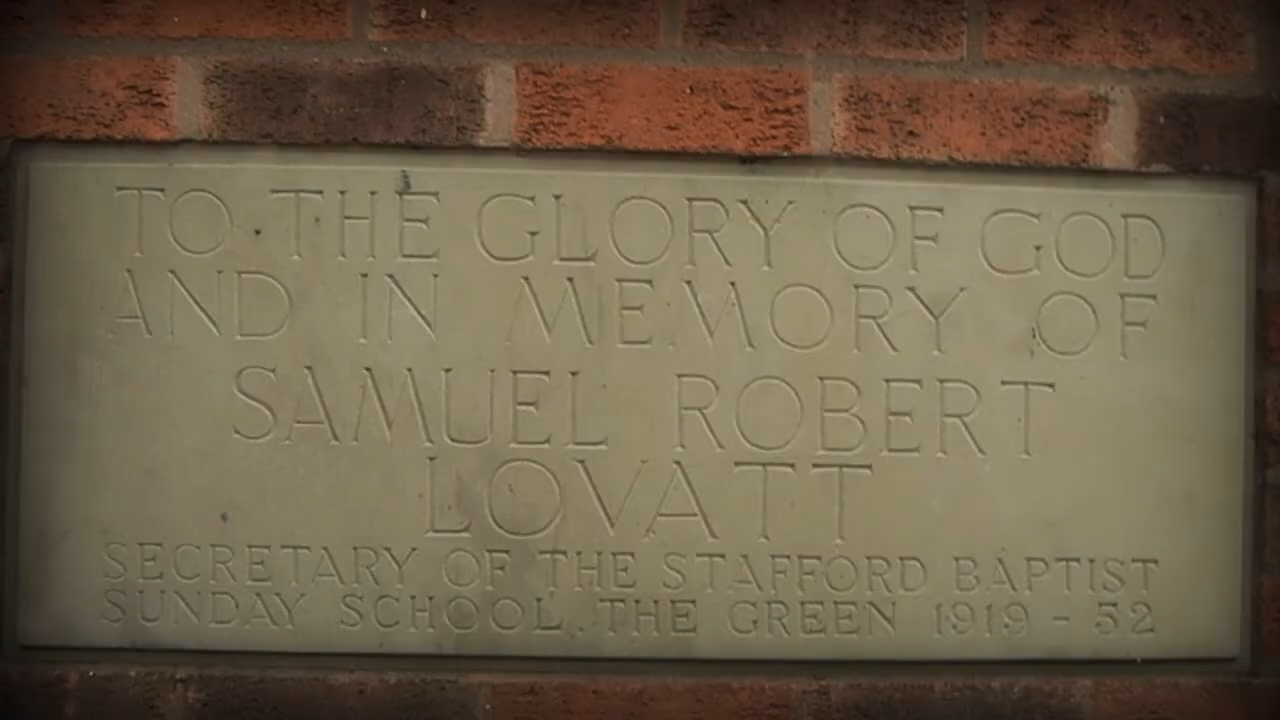 TO THE GLORY OF GOD
AND IN MEMORY OF
SAMUEL ROBERT
LOVATT
SECRETARY OF THE STAFFORD BAPTIST
SUNDAY SCHOOL, THE GREEN 1919 - 52